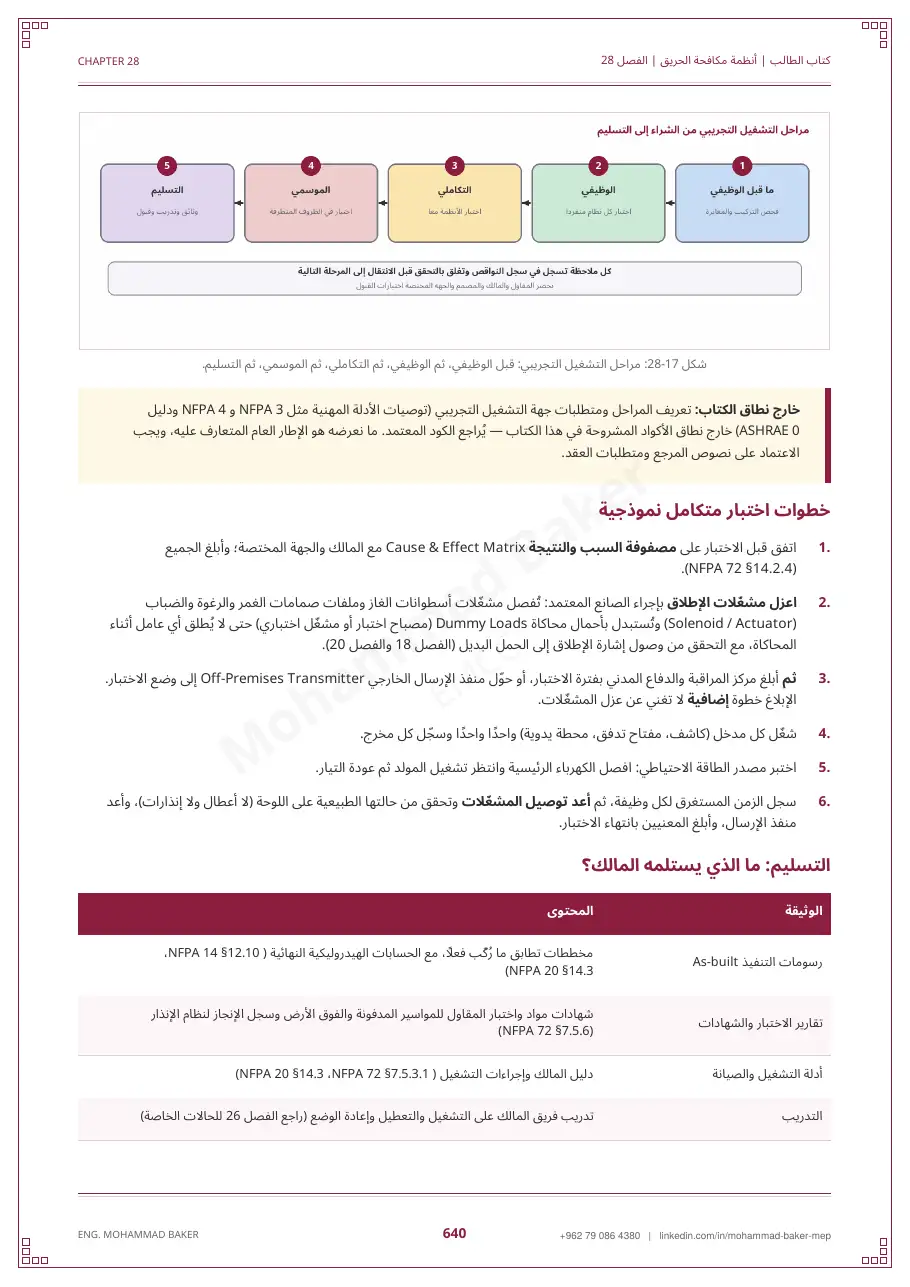 كتاب الطالب | أنظمة مكافحة الحريق | الفصل 28
CHAPTER 28
مراحل التشغيل التجريبي من الشراء إلى التسليم
1
ما قبل الوظيفي
فحص التركيب والمعايرة
2
الوظيفي
اختبار كل نظام منفردا
3
التكاملي
اختبار الأنظمة معا
4
الموسمي
اختبار في الظروف المتطرفة
5
التسليم
وثائق وتدريب وقبول
كل ملاحظة تسجل في سجل النواقص وتغلق بالتحقق قبل الانتقال إلى المرحلة التالية
يحضر المقاول والمالك والمصمم والجهة المختصة اختبارات القبول
شكل 17-28: مراحل التشغيل التجريبي: قبل الوظيفي، ثم الوظيفي، ثم التكاملي، ثم الموسمي، ثم التسليم.
خارج نطاق الكتاب: تعريف المراحل ومتطلبات جهة التشغيل التجريبي (توصيات الأدلة المهنية مثل NFPA 3 و NFPA 4 ودليل
ASHRAE 0) خارج نطاق الأكواد المشروحة في هذا الكتاب — يُراجع الكود المعتمد. ما نعرضه هو الإطار العام المتعارف عليه، ويجب
الاعتماد على نصوص المرجع ومتطلبات العقد.
خطوات اختبار متكامل نموذجية
1. اتفق قبل الاختبار على مصفوفة السبب والنتيجة Cause & Effect Matrix مع المالك والجهة المختصة؛ وأبلغ الجميع
(NFPA 72 §14.2.4).
2. اعزل مشغّلات الإطلاق بإجراء الصانع المعتمد: تُفصل مشغّلات أسطوانات الغاز وملفات صمامات الغمر والرغوة والضباب
(Solenoid / Actuator) وتُستبدل بأحمال محاكاة Dummy Loads (مصباح اختبار أو مشغّل اختباري) حتى لا يُطلق أي عامل أثناء
المحاكاة، مع التحقق من وصول إشارة الإطلاق إلى الحمل البديل (الفصل 18 والفصل 20).
3. ثم أبلغ مركز المراقبة والدفاع المدني بفترة الاختبار، أو حوّل منفذ الإرسال الخارجي Off-Premises Transmitter إلى وضع الاختبار.
الإبلاغ خطوة إضافية لا تغني عن عزل المشغّلات.
4. شغّل كل مدخل (كاشف، مفتاح تدفق، محطة يدوية) واحدًا واحدًا وسجّل كل مخرج.
5. اختبر مصدر الطاقة الاحتياطي: افصل الكهرباء الرئيسية وانتظر تشغيل المولد ثم عودة التيار.
6. سجل الزمن المستغرق لكل وظيفة، ثم أعد توصيل المشغّلات وتحقق من حالتها الطبيعية على اللوحة (لا أعطال ولا إنذارات)، وأعد
منفذ الإرسال، وأبلغ المعنيين بانتهاء الاختبار.
التسليم: ما الذي يستلمه المالك؟
الوثيقة
المحتوى
رسومات التنفيذ As-built
مخططات تطابق ما رُكّب فعلًا، مع الحسابات الهيدروليكية النهائية ( NFPA 14 §12.10،
NFPA 20 §14.3)
تقارير الاختبار والشهادات
شهادات مواد واختبار المقاول للمواسير المدفونة والفوق الأرض وسجل الإنجاز لنظام الإنذار
(NFPA 72 §7.5.6)
أدلة التشغيل والصيانة
دليل المالك وإجراءات التشغيل ( NFPA 72 §7.5.3.1، NFPA 20 §14.3)
التدريب
تدريب فريق المالك على التشغيل والتعطيل وإعادة الوضع (راجع الفصل 26 للحالات الخاصة)
Mohammad Baker
ENG. MOHAMMAD BAKER
640
+962 79 086 4380 | linkedin.com/in/mohammad-baker-mep